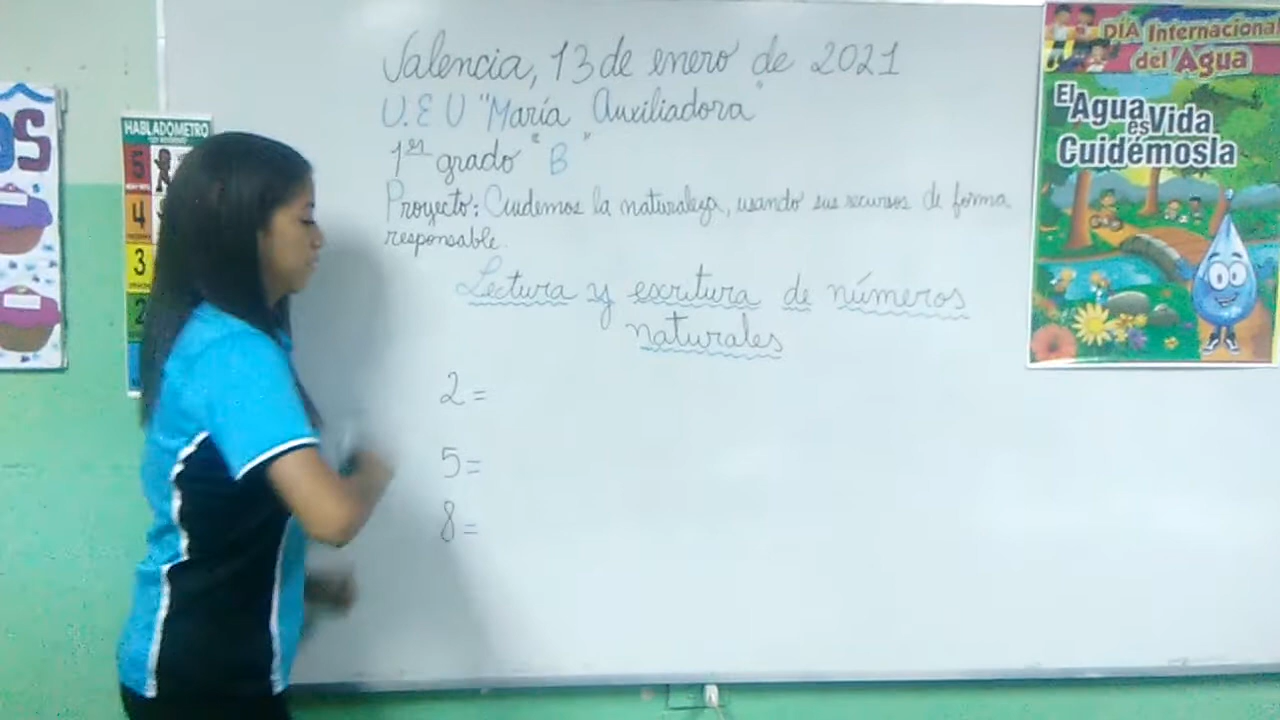 Valencia, 13 de enero de 2021
U.E U "María Auxiliadora"
1er grado "B"
Proyecto: Cuidemos la naturaleza, usando sus recursos de forma
responsable.
Lectura y escritura de números
naturales
2=
5=
8=
OS
HABLADOMETRO
5
4
3
2
DÍA Internacional
del Agua
El
Agua
es Vida
Cuidémosla